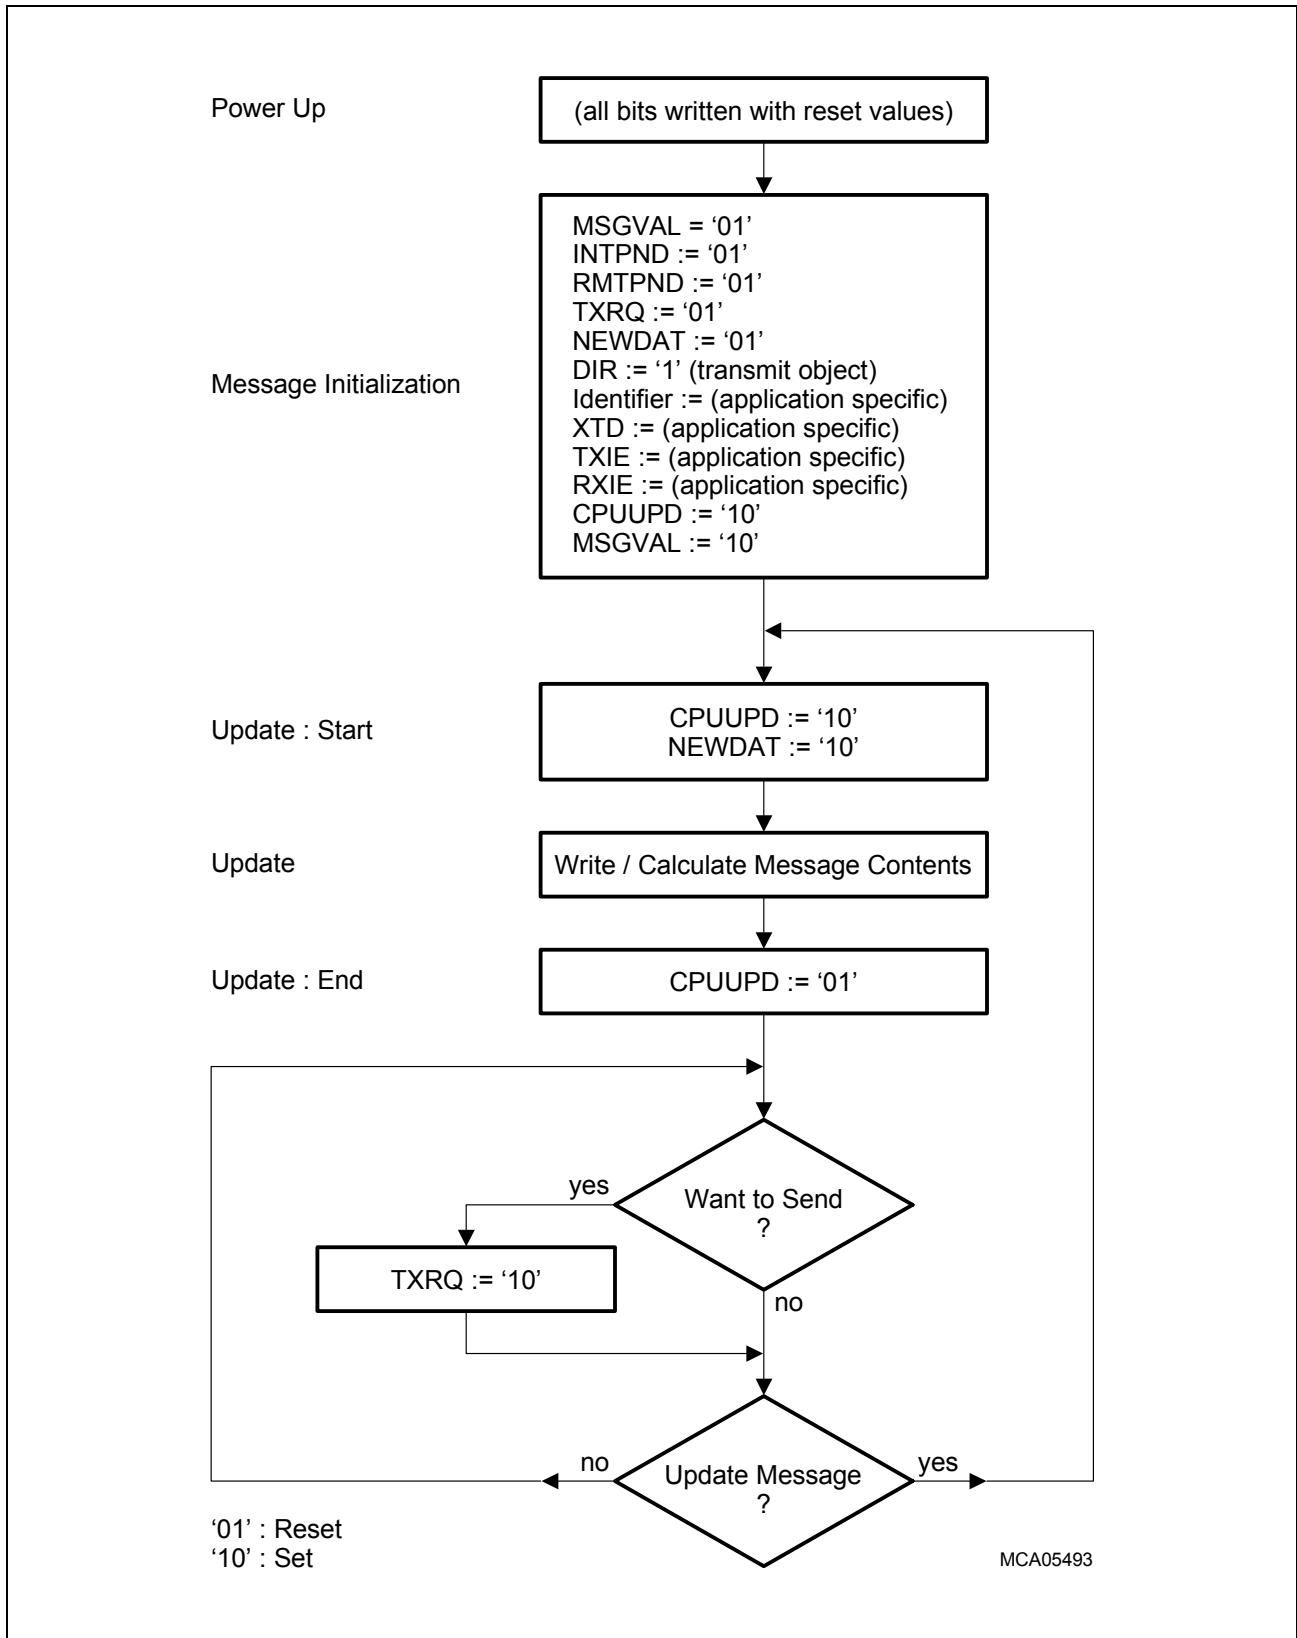 Power Up
(all bits written with reset values)
Message Initialization
MSGVAL = ‘01’
INTPND := ‘01’
RMTPND := ‘01’
TXRQ := ‘01’
NEWDAT := ‘01’
DIR := ‘1’ (transmit object)
Identifier := (application specific)
XTD := (application specific)
TXIE := (application specific)
RXIE := (application specific)
CPUUPD := ‘10’
MSGVAL := ‘10’
Update : Start
CPUUPD := ‘10’
NEWDAT := ‘10’
Update
Write / Calculate Message Contents
Update : End
CPUUPD := ‘01’
yes
Want to Send
?
TXRQ := ‘10’
no
no
Update Message
?
yes
‘01’ : Reset
‘10’ : Set
MCA05493